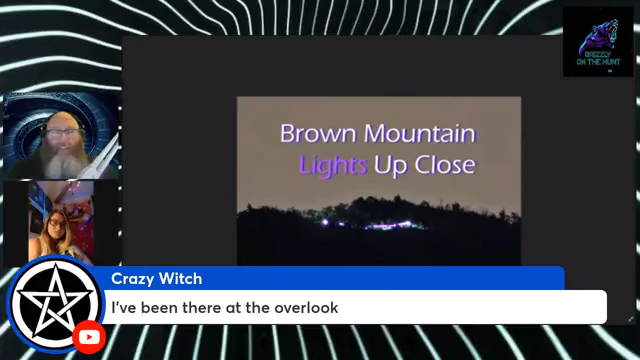 GRIZZLY
ON THE HUNT
Brown Mountain
Lights Up Close
Crazy Witch
I've been there at the overlook